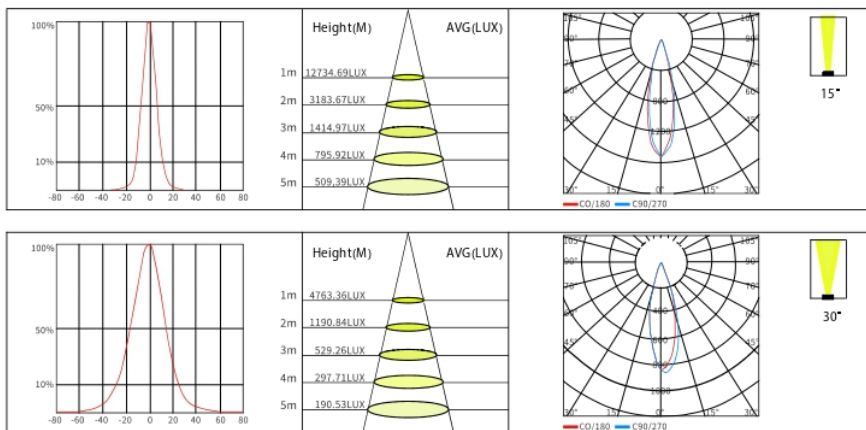 100%
50%
10%
-80 -60 -40 -20 0 20 40 60 80
Height(M) AVG(LUX)
1m 12734.69LUX
2m 3183.67LUX
3m 1414.97LUX
4m 795.92LUX
5m 509.39LUX
105° 105°
90° 90°
75° 75°
60° 60°
45° 45°
800
1200
30° 15° 0° 15° 30°
CO/180 C90/270
15°
100%
50%
10%
-80 -60 -40 -20 0 20 40 60 80
Height(M) AVG(LUX)
1m 4763.36LUX
2m 1190.84LUX
3m 529.26LUX
4m 297.71LUX
5m 190.53LUX
105° 105°
90° 90°
75° 75°
60° 60°
45° 45°
400
600
800
1000
30° 15° 0° 15° 30°
CO/180 C90/270
30°